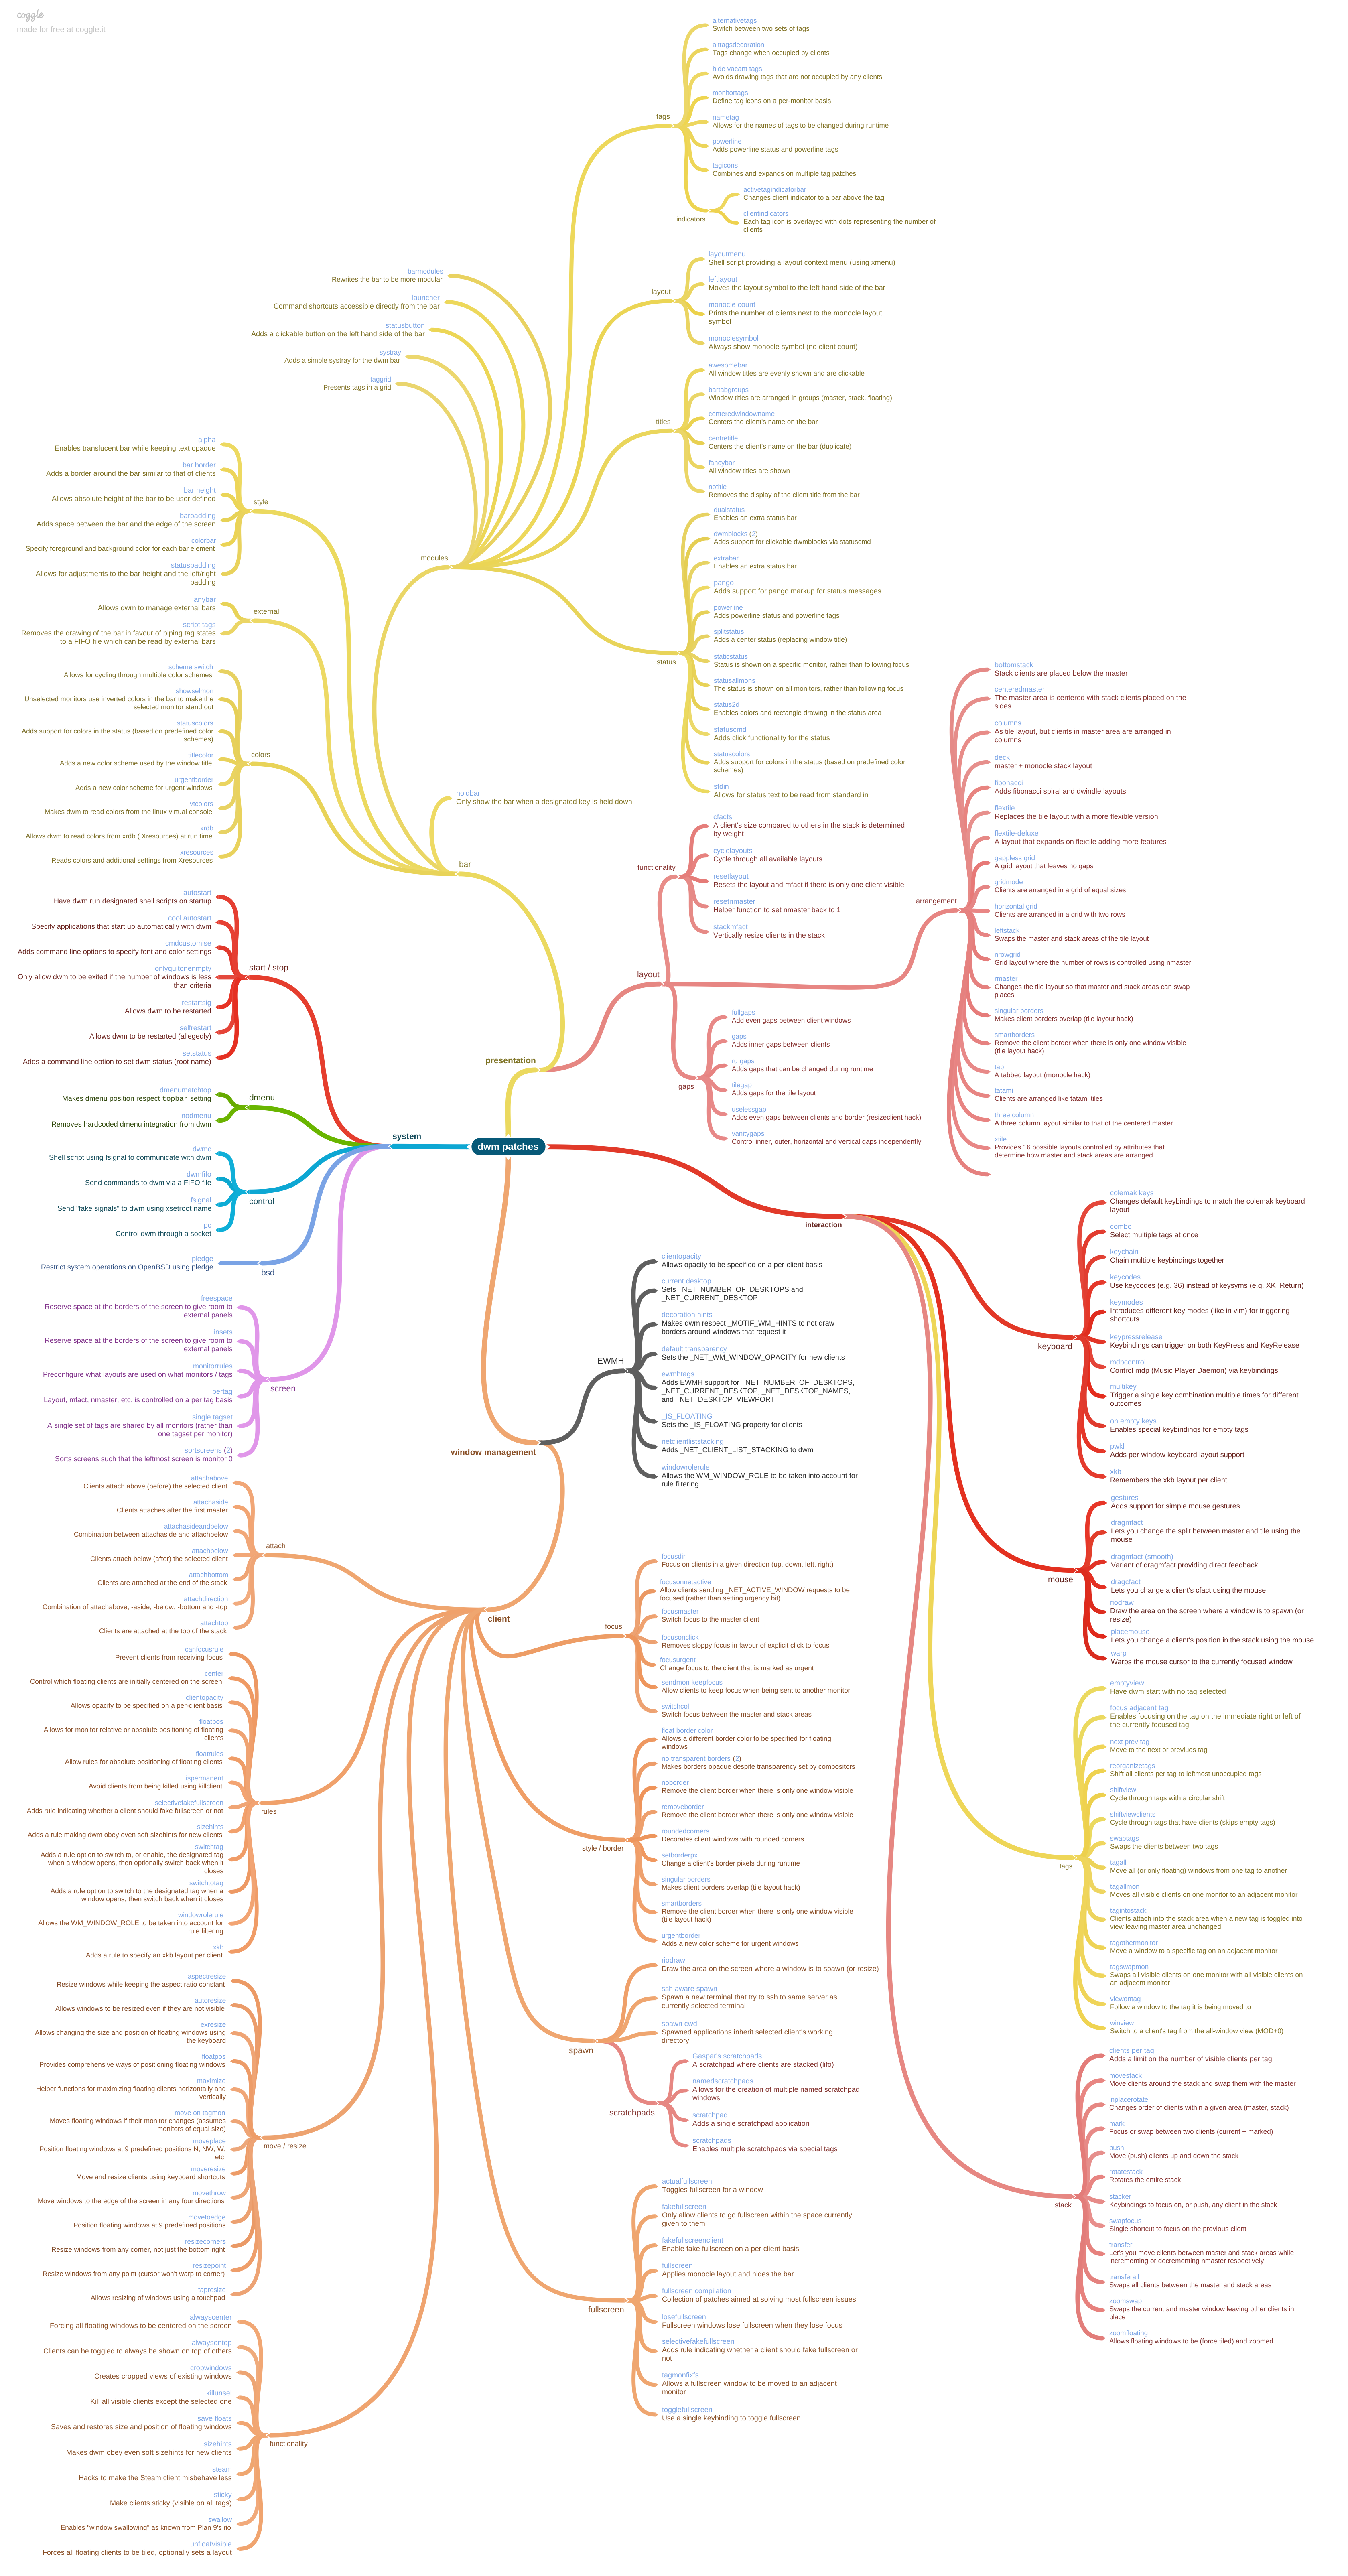 coggle
made for free at coggle.it
alternativetags
Switch between two sets of tags
alttagsdecoration
Tags change when occupied by clients
hide vacant tags
Avoids drawing tags that are not occupied by any clients
monitortags
Define tag icons on a per-monitor basis
nametag
Allows for the names of tags to be changed during runtime
powerline
Adds powerline status and powerline tags
tagicons
Combines and expands on multiple tag patches
tags
activetagindicatorbar
Changes client indicator to a bar above the tag
clientindicators
Each tag icon is overlayed with dots representing the number of
clients
indicators
layoutmenu
Shell script providing a layout context menu (using xmenu)
leftlayout
Moves the layout symbol to the left hand side of the bar
monocle count
Prints the number of clients next to the monocle layout
symbol
monoclesymbol
Always show monocle symbol (no client count)
layout
barmodules
Rewrites the bar to be more modular
launcher
Command shortcuts accessible directly from the bar
statusbutton
Adds a clickable button on the left hand side of the bar
systray
Adds a simple systray for the dwm bar
taggrid
Presents tags in a grid
awesomebar
All window titles are evenly shown and are clickable
bartabgroups
Window titles are arranged in groups (master, stack, floating)
centeredwindowname
Centers the client's name on the bar
centretitle
Centers the client's name on the bar (duplicate)
fancybar
All window titles are shown
notitle
Removes the display of the client title from the bar
titles
modules
dualstatus
Enables an extra status bar
dwmblocks (2)
Adds support for clickable dwmblocks via statuscmd
extrabar
Enables an extra status bar
pango
Adds support for pango markup for status messages
powerline
Adds powerline status and powerline tags
splitstatus
Adds a center status (replacing window title)
staticstatus
Status is shown on a specific monitor, rather than following focus
statusallmons
The status is shown on all monitors, rather than following focus
status2d
Enables colors and rectangle drawing in the status area
statuscmd
Adds click functionality for the status
statuscolors
Adds support for colors in the status (based on predefined color
schemes)
stdin
Allows for status text to be read from standard in
status
alpha
Enables translucent bar while keeping text opaque
bar border
Adds a border around the bar similar to that of clients
bar height
Allows absolute height of the bar to be user defined
barpadding
Adds space between the bar and the edge of the screen
colorbar
Specify foreground and background color for each bar element
statuspadding
Allows for adjustments to the bar height and the left/right
padding
style
anybar
Allows dwm to manage external bars
script tags
Removes the drawing of the bar in favour of piping tag states
to a FIFO file which can be read by external bars
external
scheme switch
Allows for cycling through multiple color schemes
showselmon
Unselected monitors use inverted colors in the bar to make the
selected monitor stand out
statuscolors
Adds support for colors in the status (based on predefined color
schemes)
titlecolor
Adds a new color scheme used by the window title
urgentborder
Adds a new color scheme for urgent windows
vtcolors
Makes dwm to read colors from the linux virtual console
xrdb
Allows dwm to read colors from xrdb (.Xresources) at run time
xresources
Reads colors and additional settings from Xresources
colors
holdbar
Only show the bar when a designated key is held down
bar
presentation
cfacts
A client's size compared to others in the stack is determined
by weight
cyclelayouts
Cycle through all available layouts
resetlayout
Resets the layout and mfact if there is only one client visible
resetnmaster
Helper function to set nmaster back to 1
stackmfact
Vertically resize clients in the stack
functionality
layout
fullgaps
Add even gaps between client windows
gaps
Adds inner gaps between clients
ru gaps
Adds gaps that can be changed during runtime
tilegap
Adds gaps for the tile layout
uselessgap
Adds even gaps between clients and border (resizeclient hack)
vanitygaps
Control inner, outer, horizontal and vertical gaps independently
gaps
bottomstack
Stack clients are placed below the master
centeredmaster
The master area is centered with stack clients placed on the
sides
columns
As tile layout, but clients in master area are arranged in
columns
deck
master + monocle stack layout
fibonacci
Adds fibonacci spiral and dwindle layouts
flextile
Replaces the tile layout with a more flexible version
flextile-deluxe
A layout that expands on flextile adding more features
gappless grid
A grid layout that leaves no gaps
gridmode
Clients are arranged in a grid of equal sizes
horizontal grid
Clients are arranged in a grid with two rows
leftstack
Swaps the master and stack areas of the tile layout
nrowgrid
Grid layout where the number of rows is controlled using nmaster
rmaster
Changes the tile layout so that master and stack areas can swap
places
singular borders
Makes client borders overlap (tile layout hack)
smartborders
Remove the client border when there is only one window visible
(tile layout hack)
tab
A tabbed layout (monocle hack)
tatami
Clients are arranged like tatami tiles
three column
A three column layout similar to that of the centered master
xtile
Provides 16 possible layouts controlled by attributes that
determine how master and stack areas are arranged
arrangement
autostart
Have dwm run designated shell scripts on startup
cool autostart
Specify applications that start up automatically with dwm
cmdcustomise
Adds command line options to specify font and color settings
onlyquitonenmpty
Only allow dwm to be exited if the number of windows is less
than criteria
restartsig
Allows dwm to be restarted
selfrestart
Allows dwm to be restarted (allegedly)
setstatus
Adds a command line option to set dwm status (root name)
start / stop
dmenumatchtop
Makes dmenu position respect topbar setting
nodmenu
Removes hardcoded dmenu integration from dwm
dmenu
system
dwm patches
dwmc
Shell script using fsignal to communicate with dwm
dwmfifo
Send commands to dwm via a FIFO file
fsignal
Send "fake signals" to dwm using xsetroot name
ipc
Control dwm through a socket
control
pledge
Restrict system operations on OpenBSD using pledge
bsd
freespace
Reserve space at the borders of the screen to give room to
external panels
insets
Reserve space at the borders of the screen to give room to
external panels
monitorrules
Preconfigure what layouts are used on what monitors / tags
pertag
Layout, mfact, nmaster, etc. is controlled on a per tag basis
single tagset
A single set of tags are shared by all monitors (rather than
one tagset per monitor)
sortscreens (2)
Sorts screens such that the leftmost screen is monitor 0
screen
interaction
colemak keys
Changes default keybindings to match the colemak keyboard
layout
combo
Select multiple tags at once
keychain
Chain multiple keybindings together
keycodes
Use keycodes (e.g. 36) instead of keysyms (e.g. XK_Return)
keymodes
Introduces different key modes (like in vim) for triggering
shortcuts
keypressrelease
Keybindings can trigger on both KeyPress and KeyRelease
mdpcontrol
Control mdp (Music Player Daemon) via keybindings
multikey
Trigger a single key combination multiple times for different
outcomes
on empty keys
Enables special keybindings for empty tags
pwkl
Adds per-window keyboard layout support
xkb
Remembers the xkb layout per client
keyboard
gestures
Adds support for simple mouse gestures
dragmfact
Lets you change the split between master and tile using the
mouse
dragmfact (smooth)
Variant of dragmfact providing direct feedback
dragcfact
Lets you change a client's cfact using the mouse
riodraw
Draw the area on the screen where a window is to spawn (or
resize)
placemouse
Lets you change a client's position in the stack using the mouse
warp
Warps the mouse cursor to the currently focused window
mouse
emptyview
Have dwm start with no tag selected
focus adjacent tag
Enables focusing on the tag on the immediate right or left of
the currently focused tag
next prev tag
Move to the next or previuos tag
reorganizetags
Shift all clients per tag to leftmost unoccupied tags
shiftview
Cycle through tags with a circular shift
shiftviewclients
Cycle through tags that have clients (skips empty tags)
swaptags
Swaps the clients between two tags
tagall
Move all (or only floating) windows from one tag to another
tagallmon
Moves all visible clients on one monitor to an adjacent monitor
tagintostack
Clients attach into the stack area when a new tag is toggled into
view leaving master area unchanged
tagothermonitor
Move a window to a specific tag on an adjacent monitor
tagswapmon
Swaps all visible clients on one monitor with all visible clients on
an adjacent monitor
viewontag
Follow a window to the tag it is being moved to
winview
Switch to a client's tag from the all-window view (MOD+0)
tags
clients per tag
Adds a limit on the number of visible clients per tag
movestack
Move clients around the stack and swap them with the master
inplacerotate
Changes order of clients within a given area (master, stack)
mark
Focus or swap between two clients (current + marked)
push
Move (push) clients up and down the stack
rotatestack
Rotates the entire stack
stacker
Keybindings to focus on, or push, any client in the stack
swapfocus
Single shortcut to focus on the previous client
transfer
Let's you move clients between master and stack areas while
incrementing or decrementing nmaster respectively
transferall
Swaps all clients between the master and stack areas
zoomswap
Swaps the current and master window leaving other clients in
place
zoomfloating
Allows floating windows to be (force tiled) and zoomed
stack
clientopacity
Allows opacity to be specified on a per-client basis
current desktop
Sets _NET_NUMBER_OF_DESKTOPS and
_NET_CURRENT_DESKTOP
decoration hints
Makes dwm respect _MOTIF_WM_HINTS to not draw
borders around windows that request it
default transparency
Sets the _NET_WM_WINDOW_OPACITY for new clients
ewmhtags
Adds EWMH support for _NET_NUMBER_OF_DESKTOPS,
_NET_CURRENT_DESKTOP, _NET_DESKTOP_NAMES,
and _NET_DESKTOP_VIEWPORT
_IS_FLOATING
Sets the _IS_FLOATING property for clients
netclientliststacking
Adds _NET_CLIENT_LIST_STACKING to dwm
windowrolerule
Allows the WM_WINDOW_ROLE to be taken into account for
rule filtering
EWMH
window management
attachabove
Clients attach above (before) the selected client
attachaside
Clients attaches after the first master
attachasideandbelow
Combination between attachaside and attachbelow
attachbelow
Clients attach below (after) the selected client
attachbottom
Clients are attached at the end of the stack
attachdirection
Combination of attachabove, -aside, -below, -bottom and -top
attachtop
Clients are attached at the top of the stack
attach
client
focusdir
Focus on clients in a given direction (up, down, left, right)
focusonnetactive
Allow clients sending _NET_ACTIVE_WINDOW requests to be
focused (rather than setting urgency bit)
focusmaster
Switch focus to the master client
focusonclick
Removes sloppy focus in favour of explicit click to focus
focusurgent
Change focus to the client that is marked as urgent
sendmon keepfocus
Allow clients to keep focus when being sent to another monitor
switchcol
Switch focus between the master and stack areas
focus
canfocusrule
Prevent clients from receiving focus
center
Control which floating clients are initially centered on the screen
clientopacity
Allows opacity to be specified on a per-client basis
floatpos
Allows for monitor relative or absolute positioning of floating
clients
floatrules
Allow rules for absolute positioning of floating clients
ispermanent
Avoid clients from being killed using killclient
selectivefakefullscreen
Adds rule indicating whether a client should fake fullscreen or not
sizehints
Adds a rule making dwm obey even soft sizehints for new clients
switchtag
Adds a rule option to switch to, or enable, the designated tag
when a window opens, then optionally switch back when it
closes
switchtotag
Adds a rule option to switch to the designated tag when a
window opens, then switch back when it closes
windowrolerule
Allows the WM_WINDOW_ROLE to be taken into account for
rule filtering
xkb
Adds a rule to specify an xkb layout per client
rules
float border color
Allows a different border color to be specified for floating
windows
no transparent borders (2)
Makes borders opaque despite transparency set by compositors
noborder
Remove the client border when there is only one window visible
removeborder
Remove the client border when there is only one window visible
roundedcorners
Decorates client windows with rounded corners
setborderpx
Change a client's border pixels during runtime
singular borders
Makes client borders overlap (tile layout hack)
smartborders
Remove the client border when there is only one window visible
(tile layout hack)
urgentborder
Adds a new color scheme for urgent windows
style / border
riodraw
Draw the area on the screen where a window is to spawn (or resize)
ssh aware spawn
Spawn a new terminal that try to ssh to same server as
currently selected terminal
spawn cwd
Spawned applications inherit selected client's working
directory
spawn
Gaspar's scratchpads
A scratchpad where clients are stacked (lifo)
namedscratchpads
Allows for the creation of multiple named scratchpad
windows
scratchpad
Adds a single scratchpad application
scratchpads
Enables multiple scratchpads via special tags
scratchpads
aspectresize
Resize windows while keeping the aspect ratio constant
autoresize
Allows windows to be resized even if they are not visible
exresize
Allows changing the size and position of floating windows using
the keyboard
floatpos
Provides comprehensive ways of positioning floating windows
maximize
Helper functions for maximizing floating clients horizontally and
vertically
move on tagmon
Moves floating windows if their monitor changes (assumes
monitors of equal size)
moveplace
Position floating windows at 9 predefined positions N, NW, W,
etc.
moveresize
Move and resize clients using keyboard shortcuts
movethrow
Move windows to the edge of the screen in any four directions
movetoedge
Position floating windows at 9 predefined positions
resizecorners
Resize windows from any corner, not just the bottom right
resizepoint
Resize windows from any point (cursor won't warp to corner)
tapresize
Allows resizing of windows using a touchpad
move / resize
actualfullscreen
Toggles fullscreen for a window
fakefullscreen
Only allow clients to go fullscreen within the space currently
given to them
fakefullscreenclient
Enable fake fullscreen on a per client basis
fullscreen
Applies monocle layout and hides the bar
fullscreen compilation
Collection of patches aimed at solving most fullscreen issues
losefullscreen
Fullscreen windows lose fullscreen when they lose focus
selectivefakefullscreen
Adds rule indicating whether a client should fake fullscreen or
not
tagmonfixfs
Allows a fullscreen window to be moved to an adjacent
monitor
togglefullscreen
Use a single keybinding to toggle fullscreen
fullscreen
alwayscenter
Forcing all floating windows to be centered on the screen
alwaysontop
Clients can be toggled to always be shown on top of others
cropwindows
Creates cropped views of existing windows
killunsel
Kill all visible clients except the selected one
save floats
Saves and restores size and position of floating windows
sizehints
Makes dwm obey even soft sizehints for new clients
steam
Hacks to make the Steam client misbehave less
sticky
Make clients sticky (visible on all tags)
swallow
Enables "window swallowing" as known from Plan 9's rio
unfloatvisible
Forces all floating clients to be tiled, optionally sets a layout
functionality